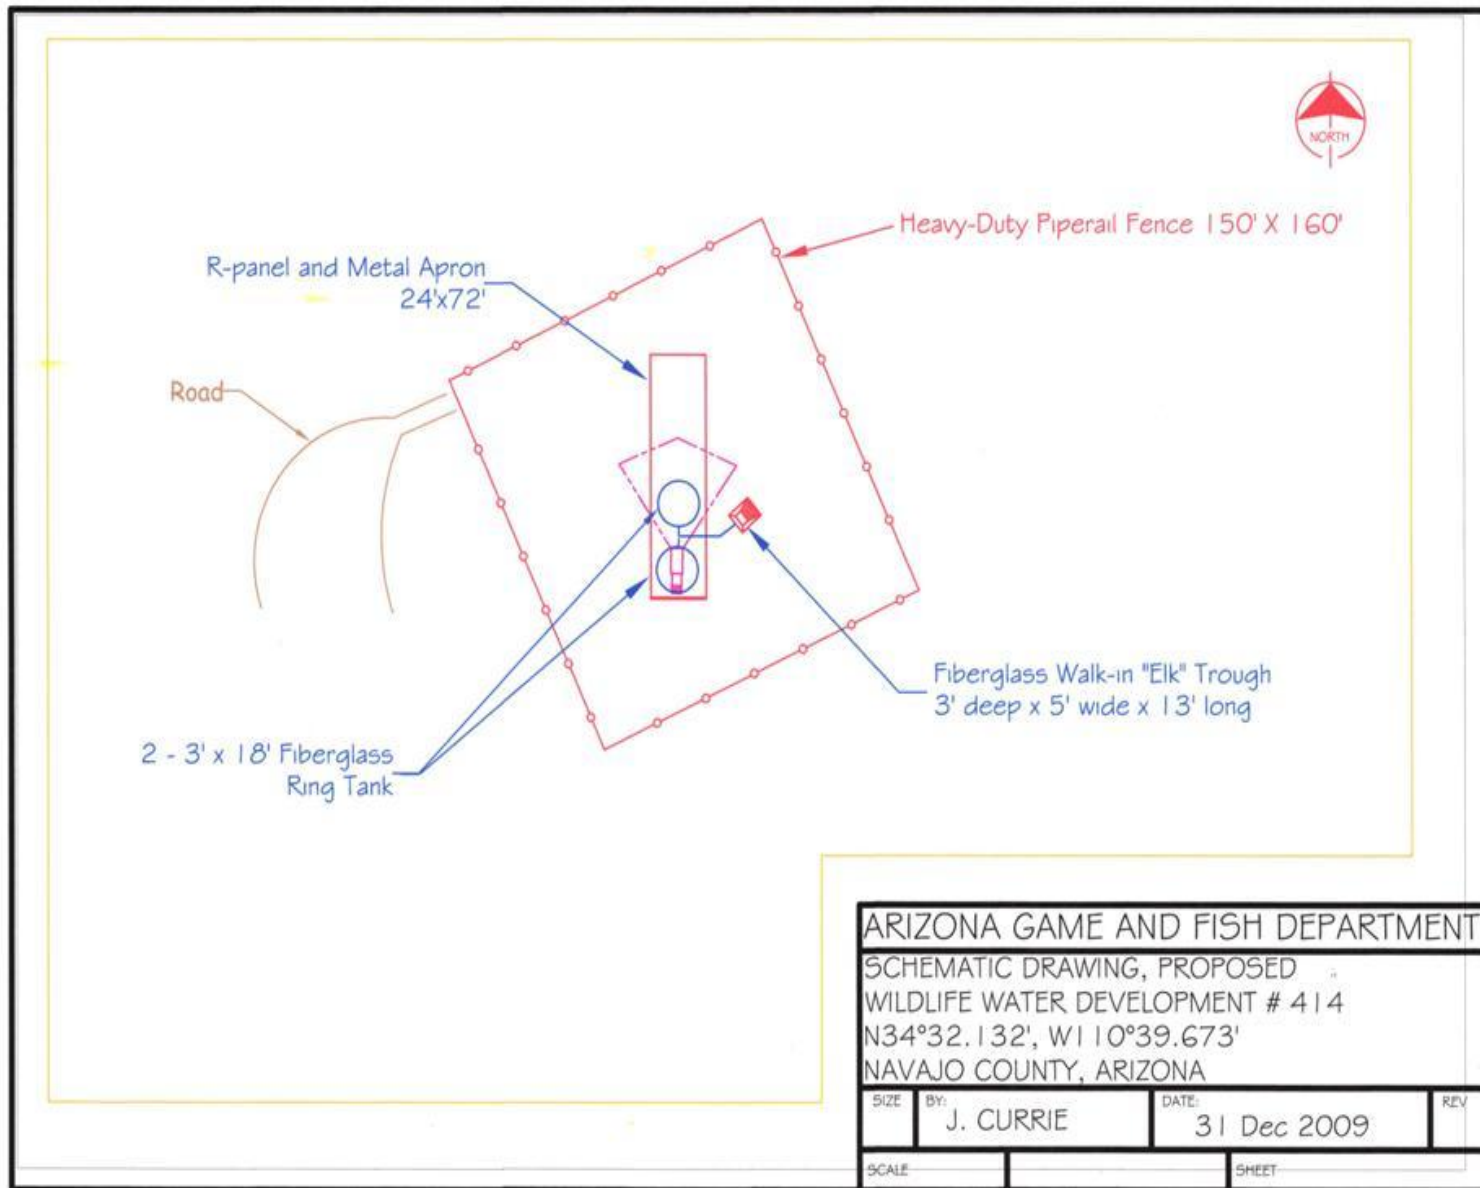 NORTH
Heavy-Duty Piperail Fence 150' X 160'
R-panel and Metal Apron
24'x72'
Road
Fiberglass Walk-in "Elk" Trough
3' deep x 5' wide x 13' long
2 - 3' x 18' Fiberglass
Ring Tank
ARIZONA GAME AND FISH DEPARTMENT
SCHEMATIC DRAWING, PROPOSED
WILDLIFE WATER DEVELOPMENT # 414
N34°32.132', W110°39.673'
NAVAJO COUNTY, ARIZONA
SIZE BY: J. CURRIE DATE: 31 Dec 2009 REV
SCALE SHEET